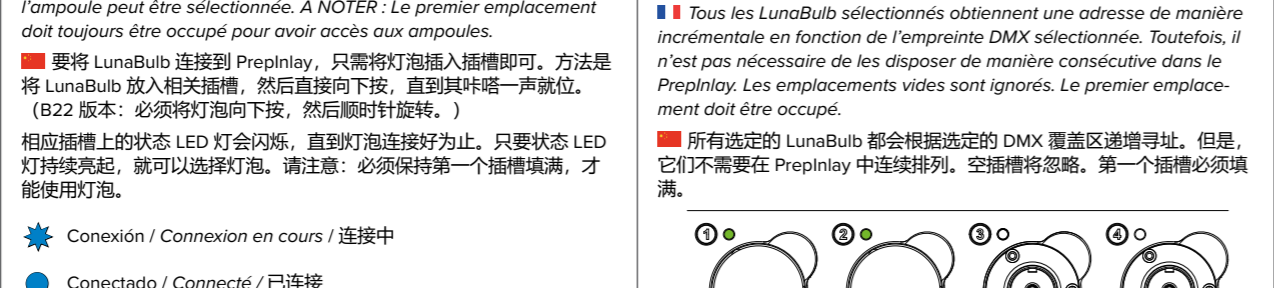 l'ampoule peut être sélectionnée. À NOTER : Le premier emplacement
doit toujours être occupé pour avoir accès aux ampoules.
要将 LunaBulb 连接到 PrepInlay，只需将灯泡插入插槽即可。方法是
将 LunaBulb 放入相关插槽，然后直接向下按，直到其咔嗒一声就位。
（B22 版本：必须将灯泡向下按，然后顺时针旋转。）
相应插槽上的状态 LED 灯会闪烁，直到灯泡连接好为止。只要状态 LED
灯持续亮起，就可以选择灯泡。请注意：必须保持第一个插槽填满，才
能使用灯泡。
Conexión / Connexion en cours / 连接中
Conectado / Connecté / 已连接
Tous les LunaBulb sélectionnés obtiennent une adresse de manière
incrémentale en fonction de l'empreinte DMX sélectionnée. Toutefois, il
n'est pas nécessaire de les disposer de manière consécutive dans le
PrepInlay. Les emplacements vides sont ignorés. Le premier emplace-
ment doit être occupé.
所有选定的 LunaBulb 都会根据选定的 DMX 覆盖区递增寻址。但是，
它们不需要在 PrepInlay 中连续排列。空插槽将忽略。第一个插槽必须填
满。
1 2 3 4